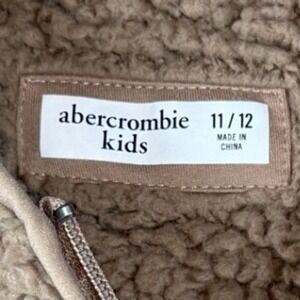 abercrombie
kids
11 / 12
MADE IN
CHINA